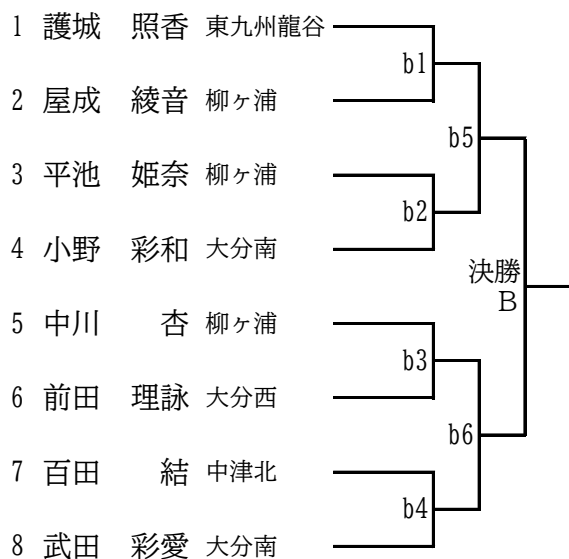 1 護城 照香 東九州龍谷
b1
2 屋成 綾音 柳ヶ浦
b5
3 平池 姫奈 柳ヶ浦
b2
4 小野 彩和 大分南
決勝
B
5 中川 杏 柳ヶ浦
b3
6 前田 理詠 大分西
b6
7 百田 結 中津北
b4
8 武田 彩愛 大分南